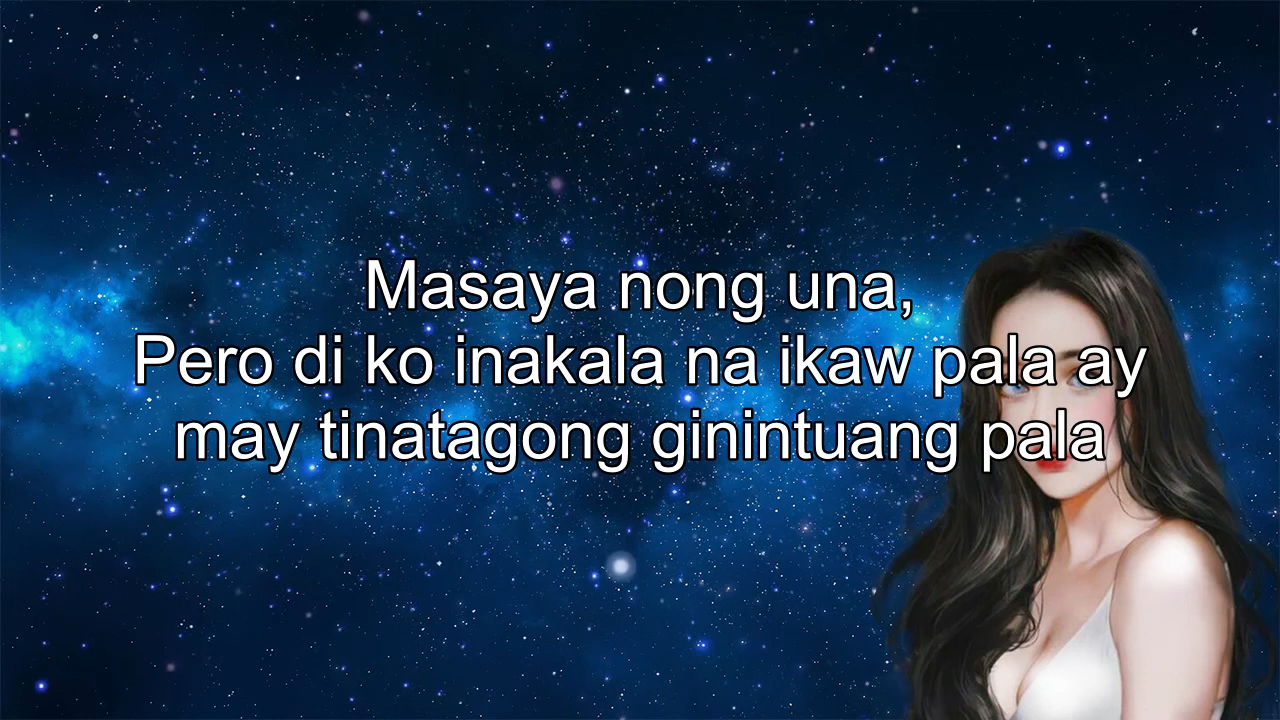 Masaya nong una,
Pero di ko inakala na ikaw pala ay
may tinatagong ginintuang pala